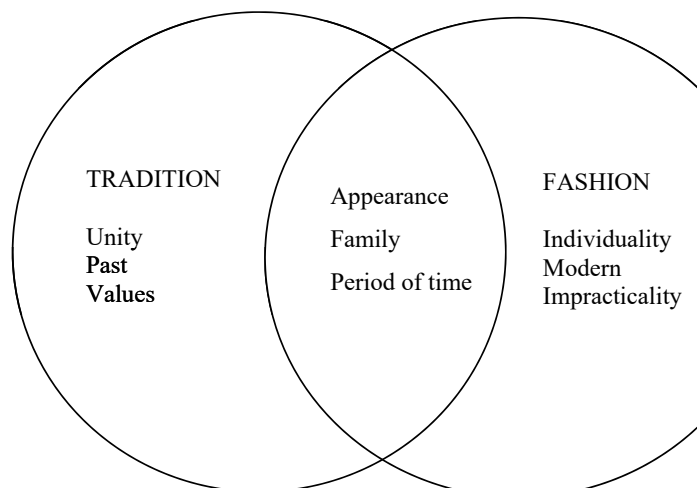 TRADITION
Unity
Past
Values
Appearance
Family
Period of time
FASHION
Individuality
Modern
Impracticality